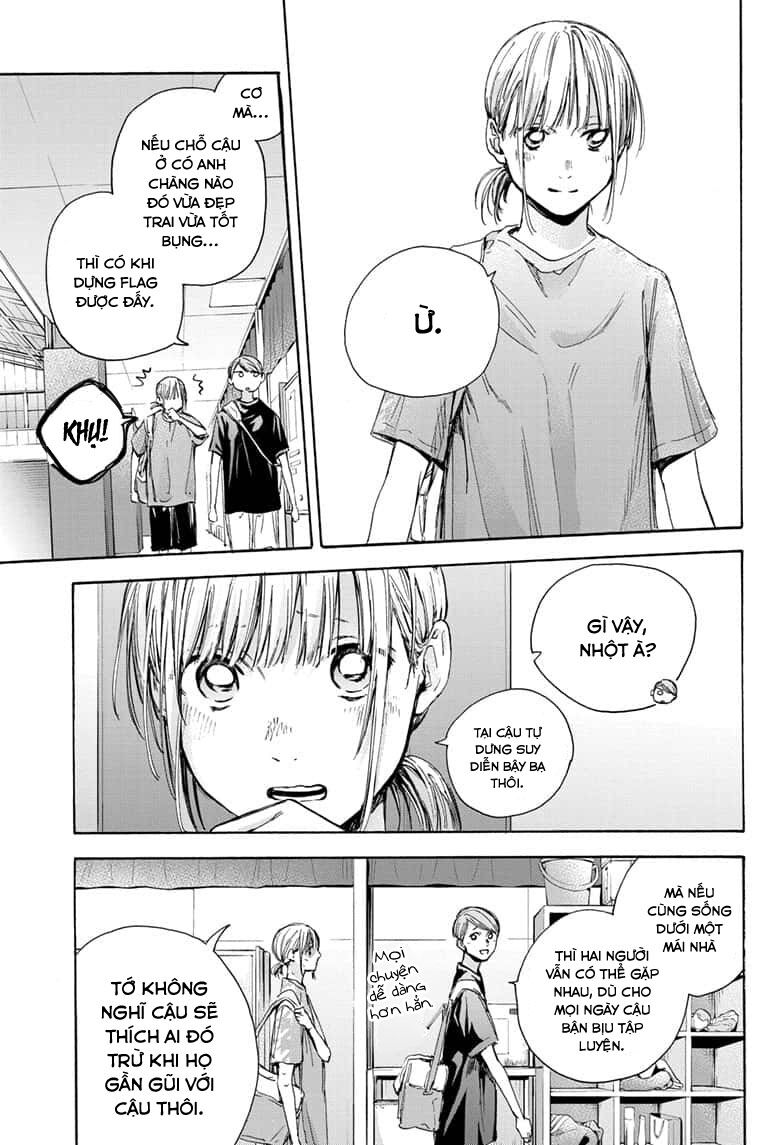 Ừ.
CƠ
MÀ...
NẾU CHỖ CẬU
Ở CÓ ANH
CHÀNG NÀO
ĐÓ VỪA ĐẸP
TRAI VỪA TỐT
BỤNG...
THÌ CÓ KHI
DỰNG FLAG
ĐƯỢC ĐẤY.
KHỤ!
GÌ VẬY,
NHỘT À?
TẠI CẬU TỰ
DƯNG SUY
DIỄN BẬY BẠ
THÔI.
MÀ NẾU
CÙNG SỐNG
DƯỚI MỘT
MÁI NHÀ
THÌ HAI NGƯỜI
VẪN CÓ THỂ GẶP
NHAU, DÙ CHO
MỌI NGÀY CẬU
BẬN BỊU TẬP
LUYỆN.
Mọi
chuyện
dễ dàng
hơn hẳn.
TỚ KHÔNG
NGHĨ CẬU SẼ
THÍCH AI ĐÓ
TRỪ KHI HỌ
GẦN GŨI VỚI
CẬU THÔI.